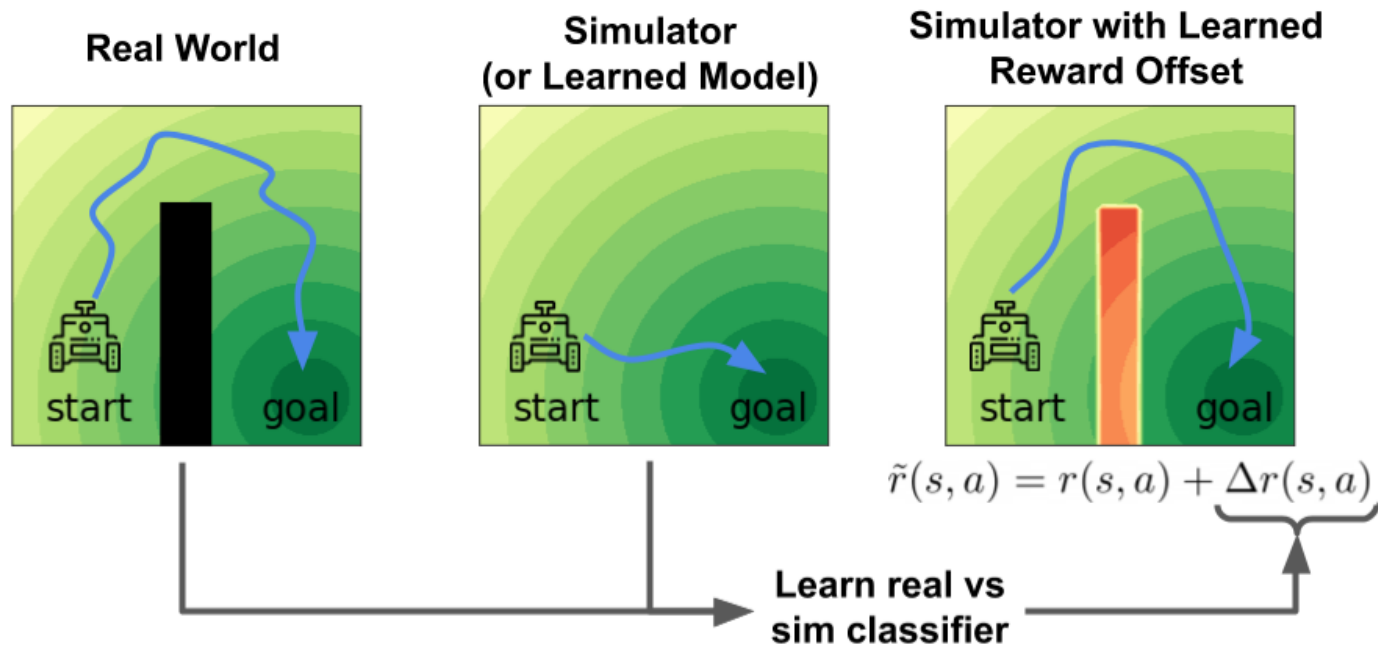 Real World
Simulator
(or Learned Model)
Simulator with Learned
Reward Offset
start
goal
start
goal
start
goal
r̃(s, a) = r(s, a) + Δr(s, a)
Learn real vs
sim classifier